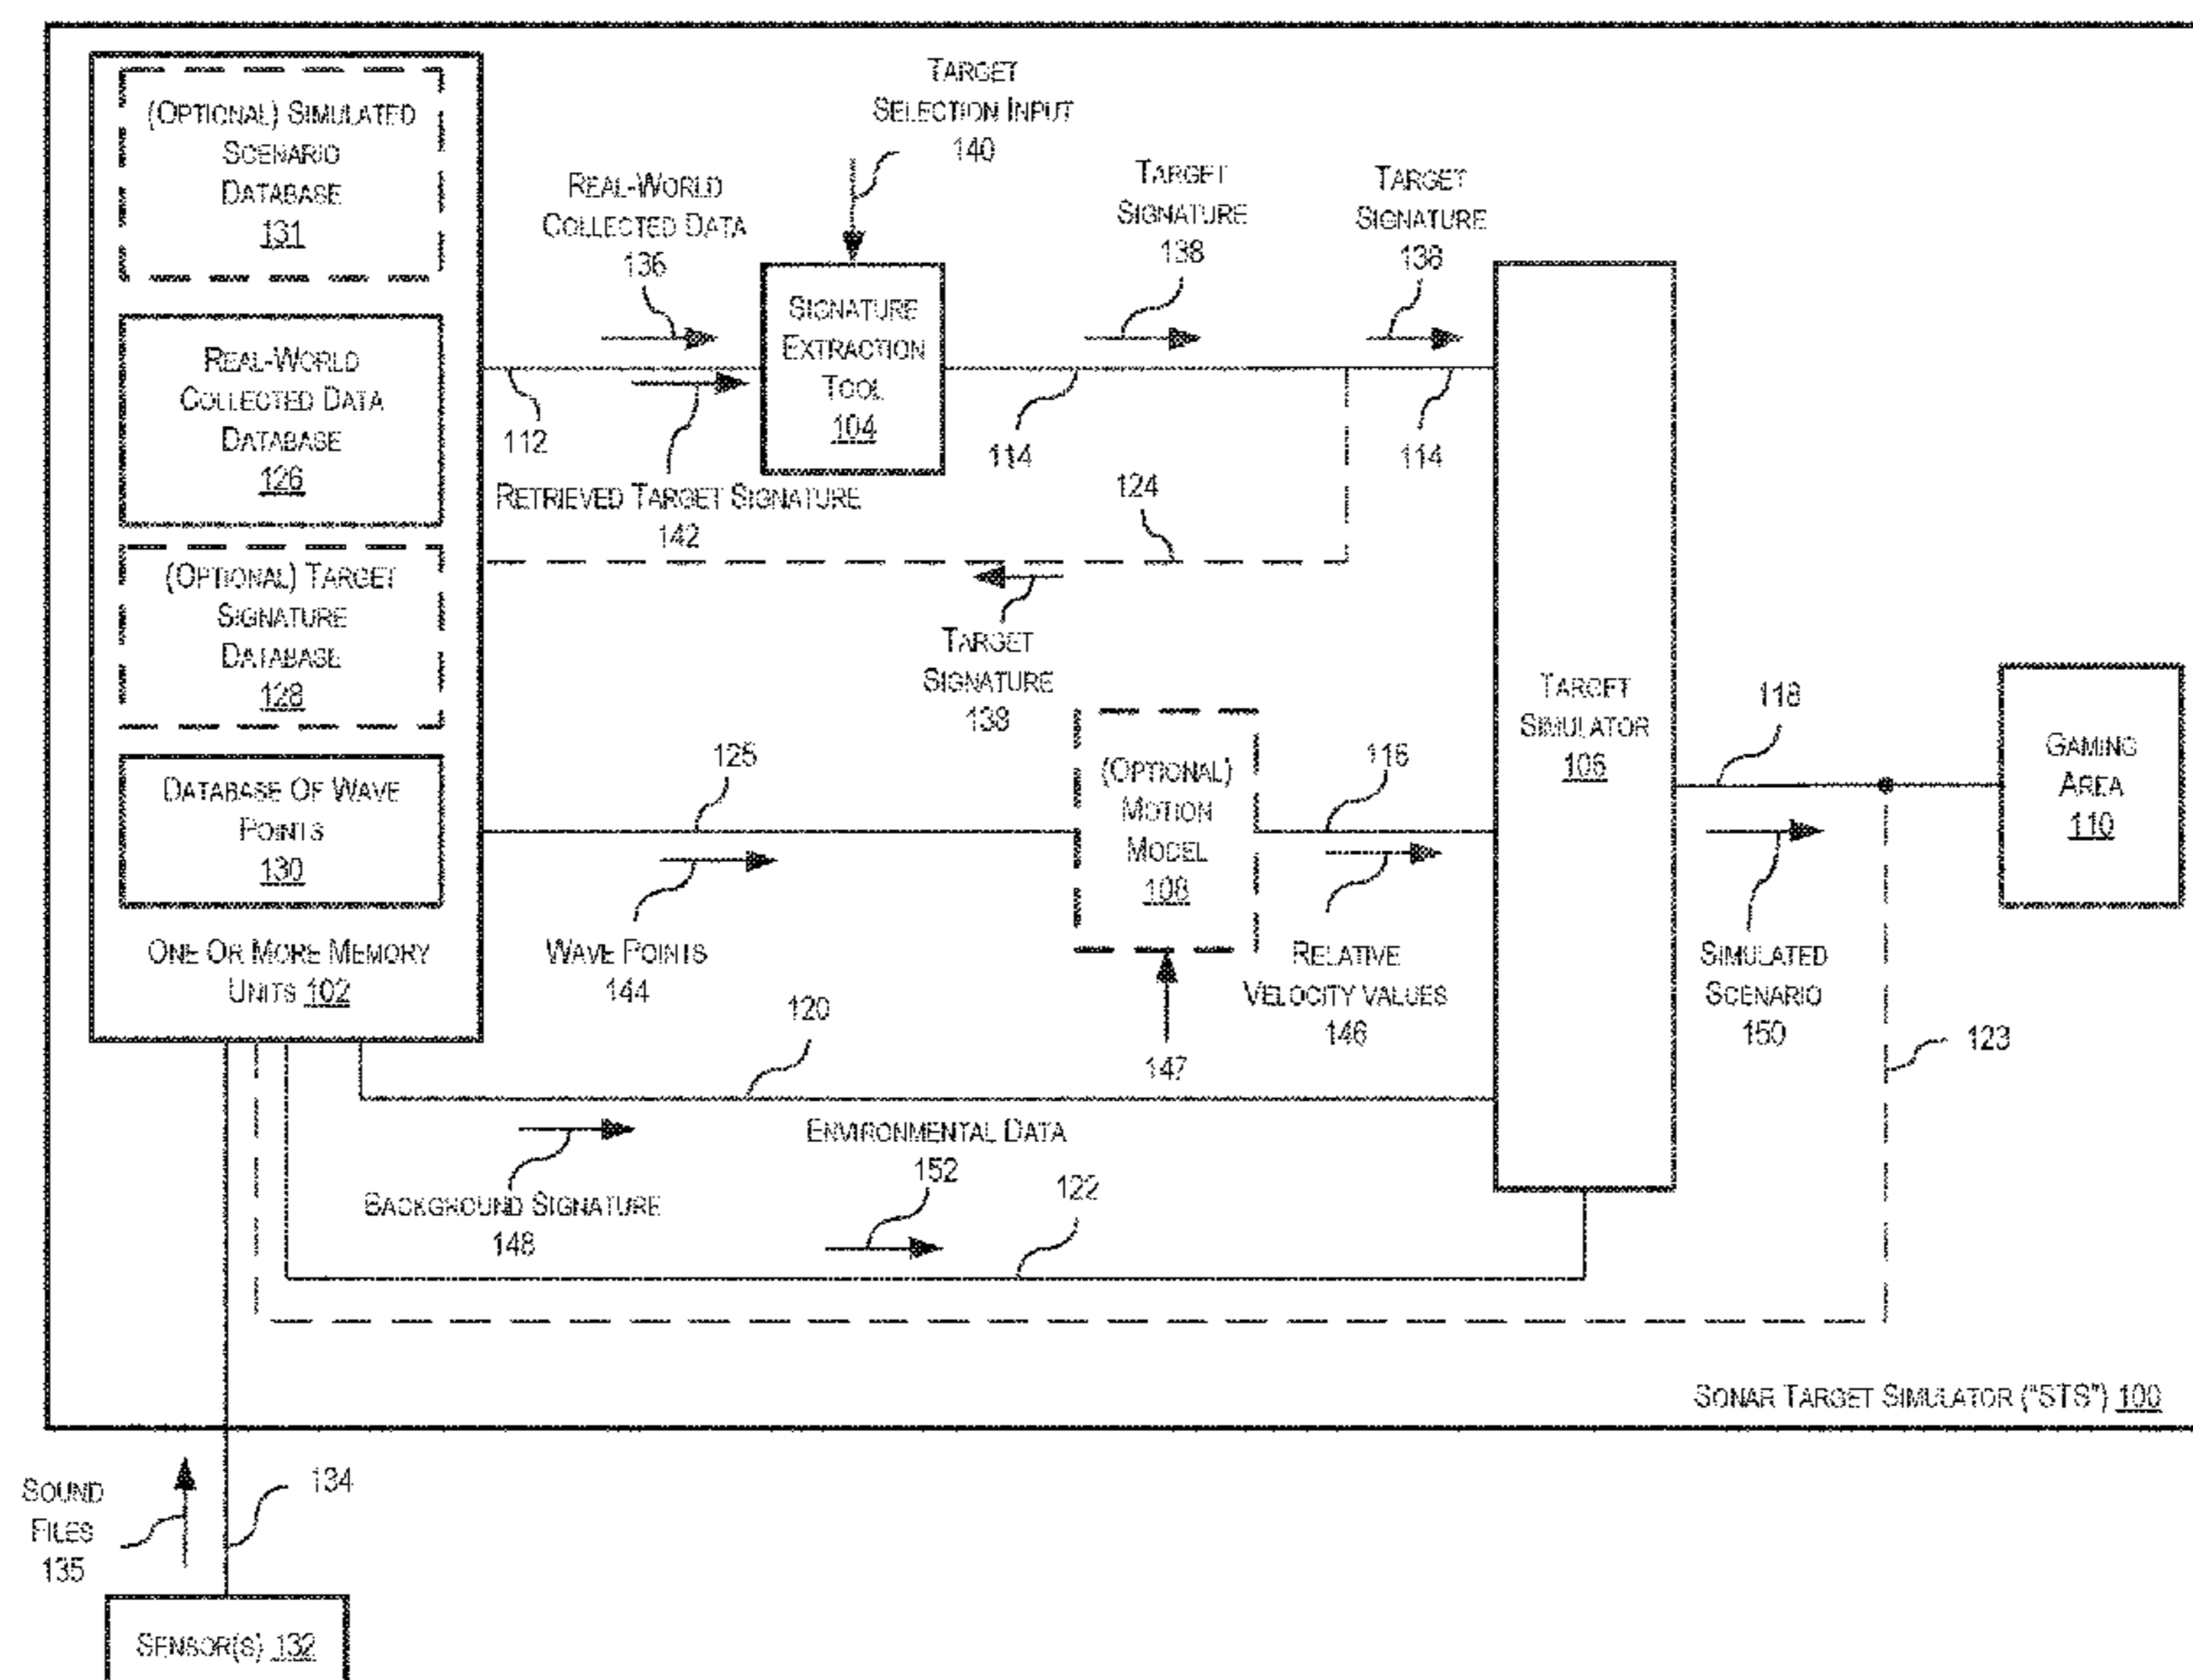 (OPTIONAL) SIMULATED
SCENARIO
DATABASE
131
REAL-WORLD
COLLECTED DATA
DATABASE
126
(OPTIONAL) TARGET
SIGNATURE
DATABASE
128
DATABASE OF WAVE
POINTS
130
ONE OR MORE MEMORY
UNITS 102
TARGET
SELECTION INPUT
140
REAL-WORLD
COLLECTED DATA
136
SIGNATURE
EXTRACTION
TOOL
104
TARGET
SIGNATURE
138
TARGET
SIGNATURE
138
112
RETRIEVED TARGET SIGNATURE
142
114
114
124
TARGET
SIGNATURE
138
125
WAVE POINTS
144
(OPTIONAL)
MOTION
MODEL
108
147
116
RELATIVE
VELOCITY VALUES
146
TARGET
SIMULATOR
106
118
SIMULATED
SCENARIO
150
GAMING
AREA
110
123
120
BACKGROUND SIGNATURE
148
ENVIRONMENTAL DATA
152
122
SONAR TARGET SIMULATOR ("STS") 100
SOUND
FILES
135
134
SENSOR(S) 132